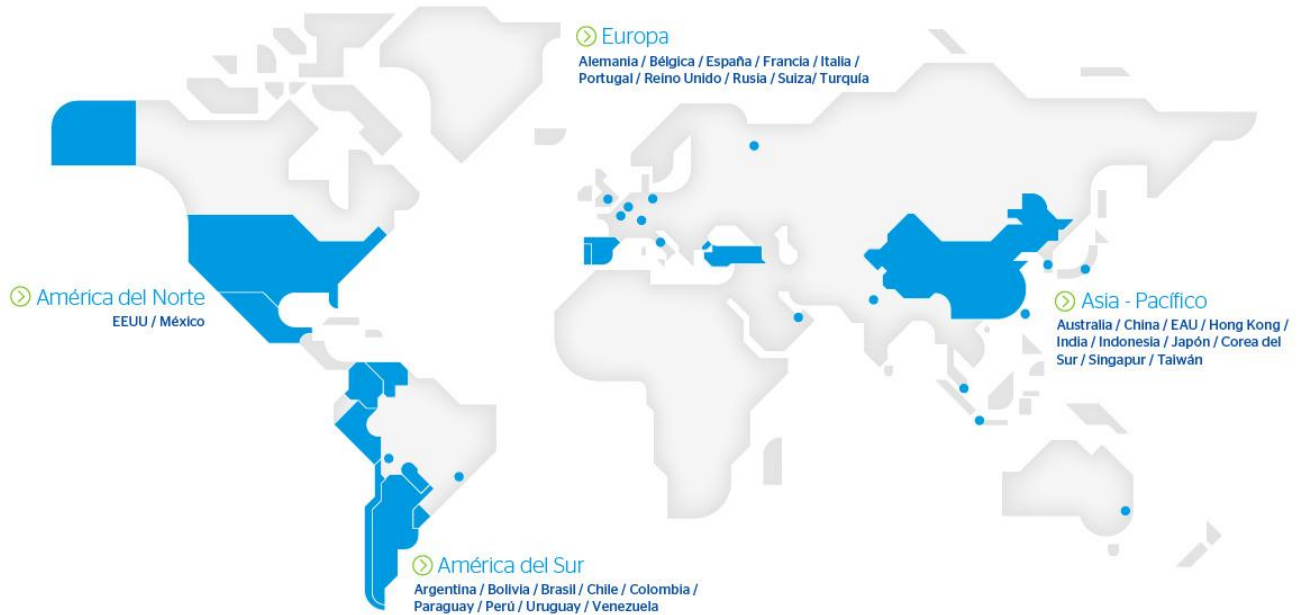 Europa
Alemania / Bélgica / España / Francia / Italia /
Portugal / Reino Unido / Rusia / Suiza/ Turquía
América del Norte
EEUU / México
Asia - Pacífico
Australia / China / EAU / Hong Kong /
India / Indonesia / Japón / Corea del
Sur / Singapur / Taiwán
América del Sur
Argentina / Bolivia / Brasil / Chile / Colombia /
Paraguay / Perú / Uruguay / Venezuela